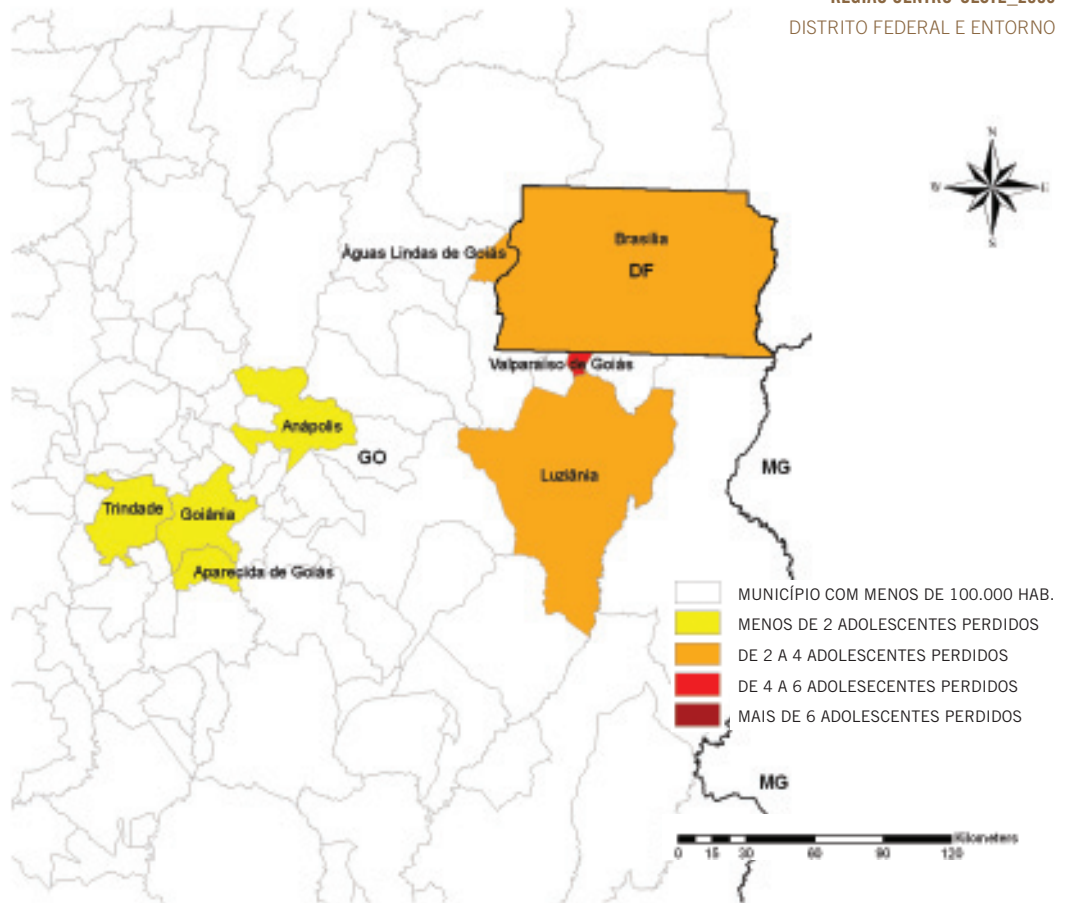 DISTRITO FEDERAL E ENTORNO
N
W
E
S
Brasília
Águas Lindas de Goiás
DF
Valparaíso de Goiás
Anápolis
GO
MG
Luziânia
Trindade
Goiânia
Aparecida de Goiás
MUNICÍPIO COM MENOS DE 100.000 HAB.
MENOS DE 2 ADOLESCENTES PERDIDOS
DE 2 A 4 ADOLESCENTES PERDIDOS
DE 4 A 6 ADOLESECENTES PERDIDOS
MAIS DE 6 ADOLESCENTES PERDIDOS
MG
Kilometers
0 15 30 60 90 120